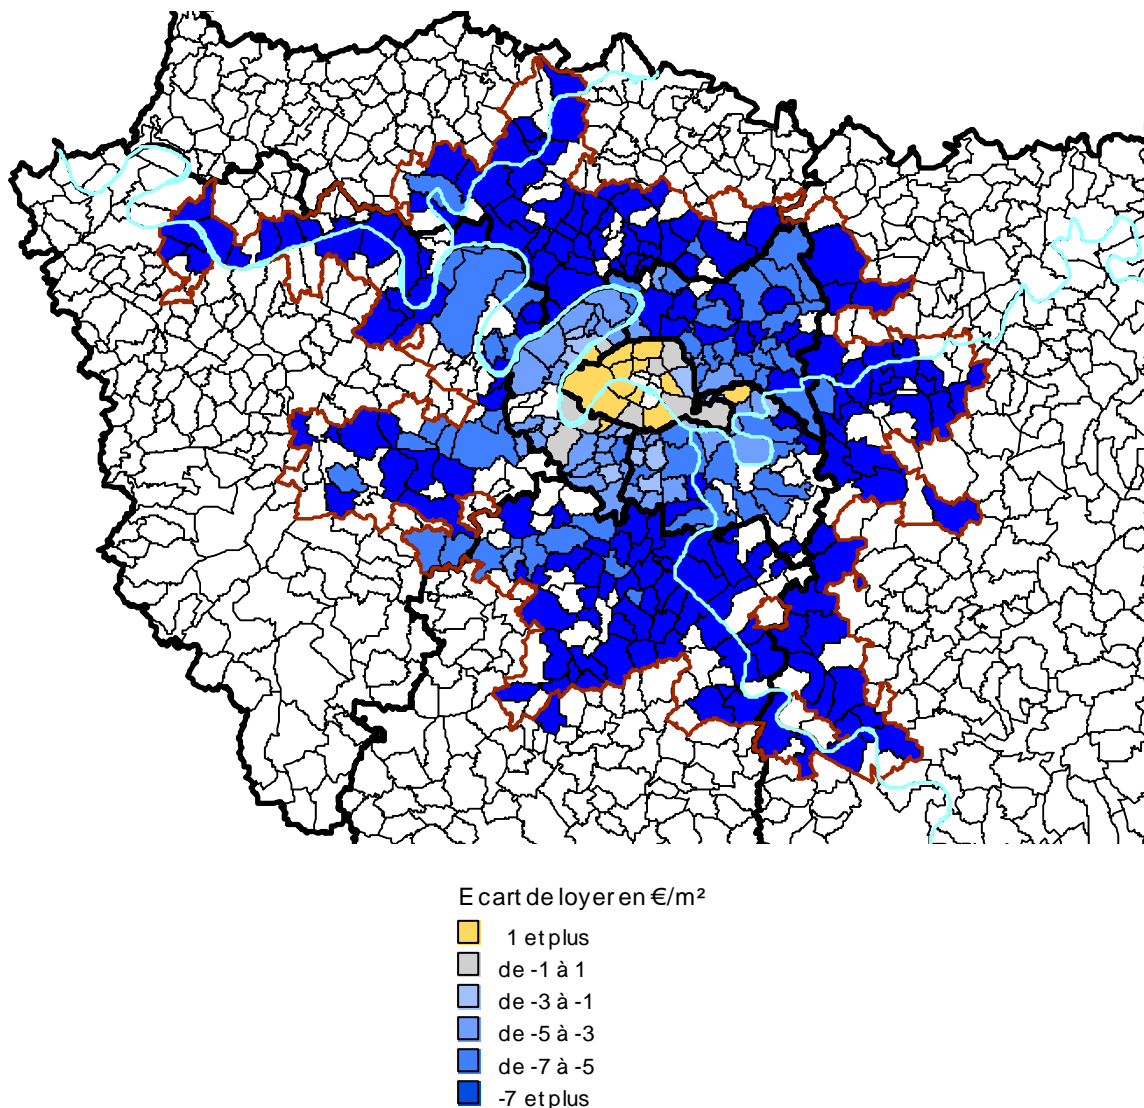 Ecart de loyer en €/m²
1 et plus
de -1 à 1
de -3 à -1
de -5 à -3
de -7 à -5
-7 et plus